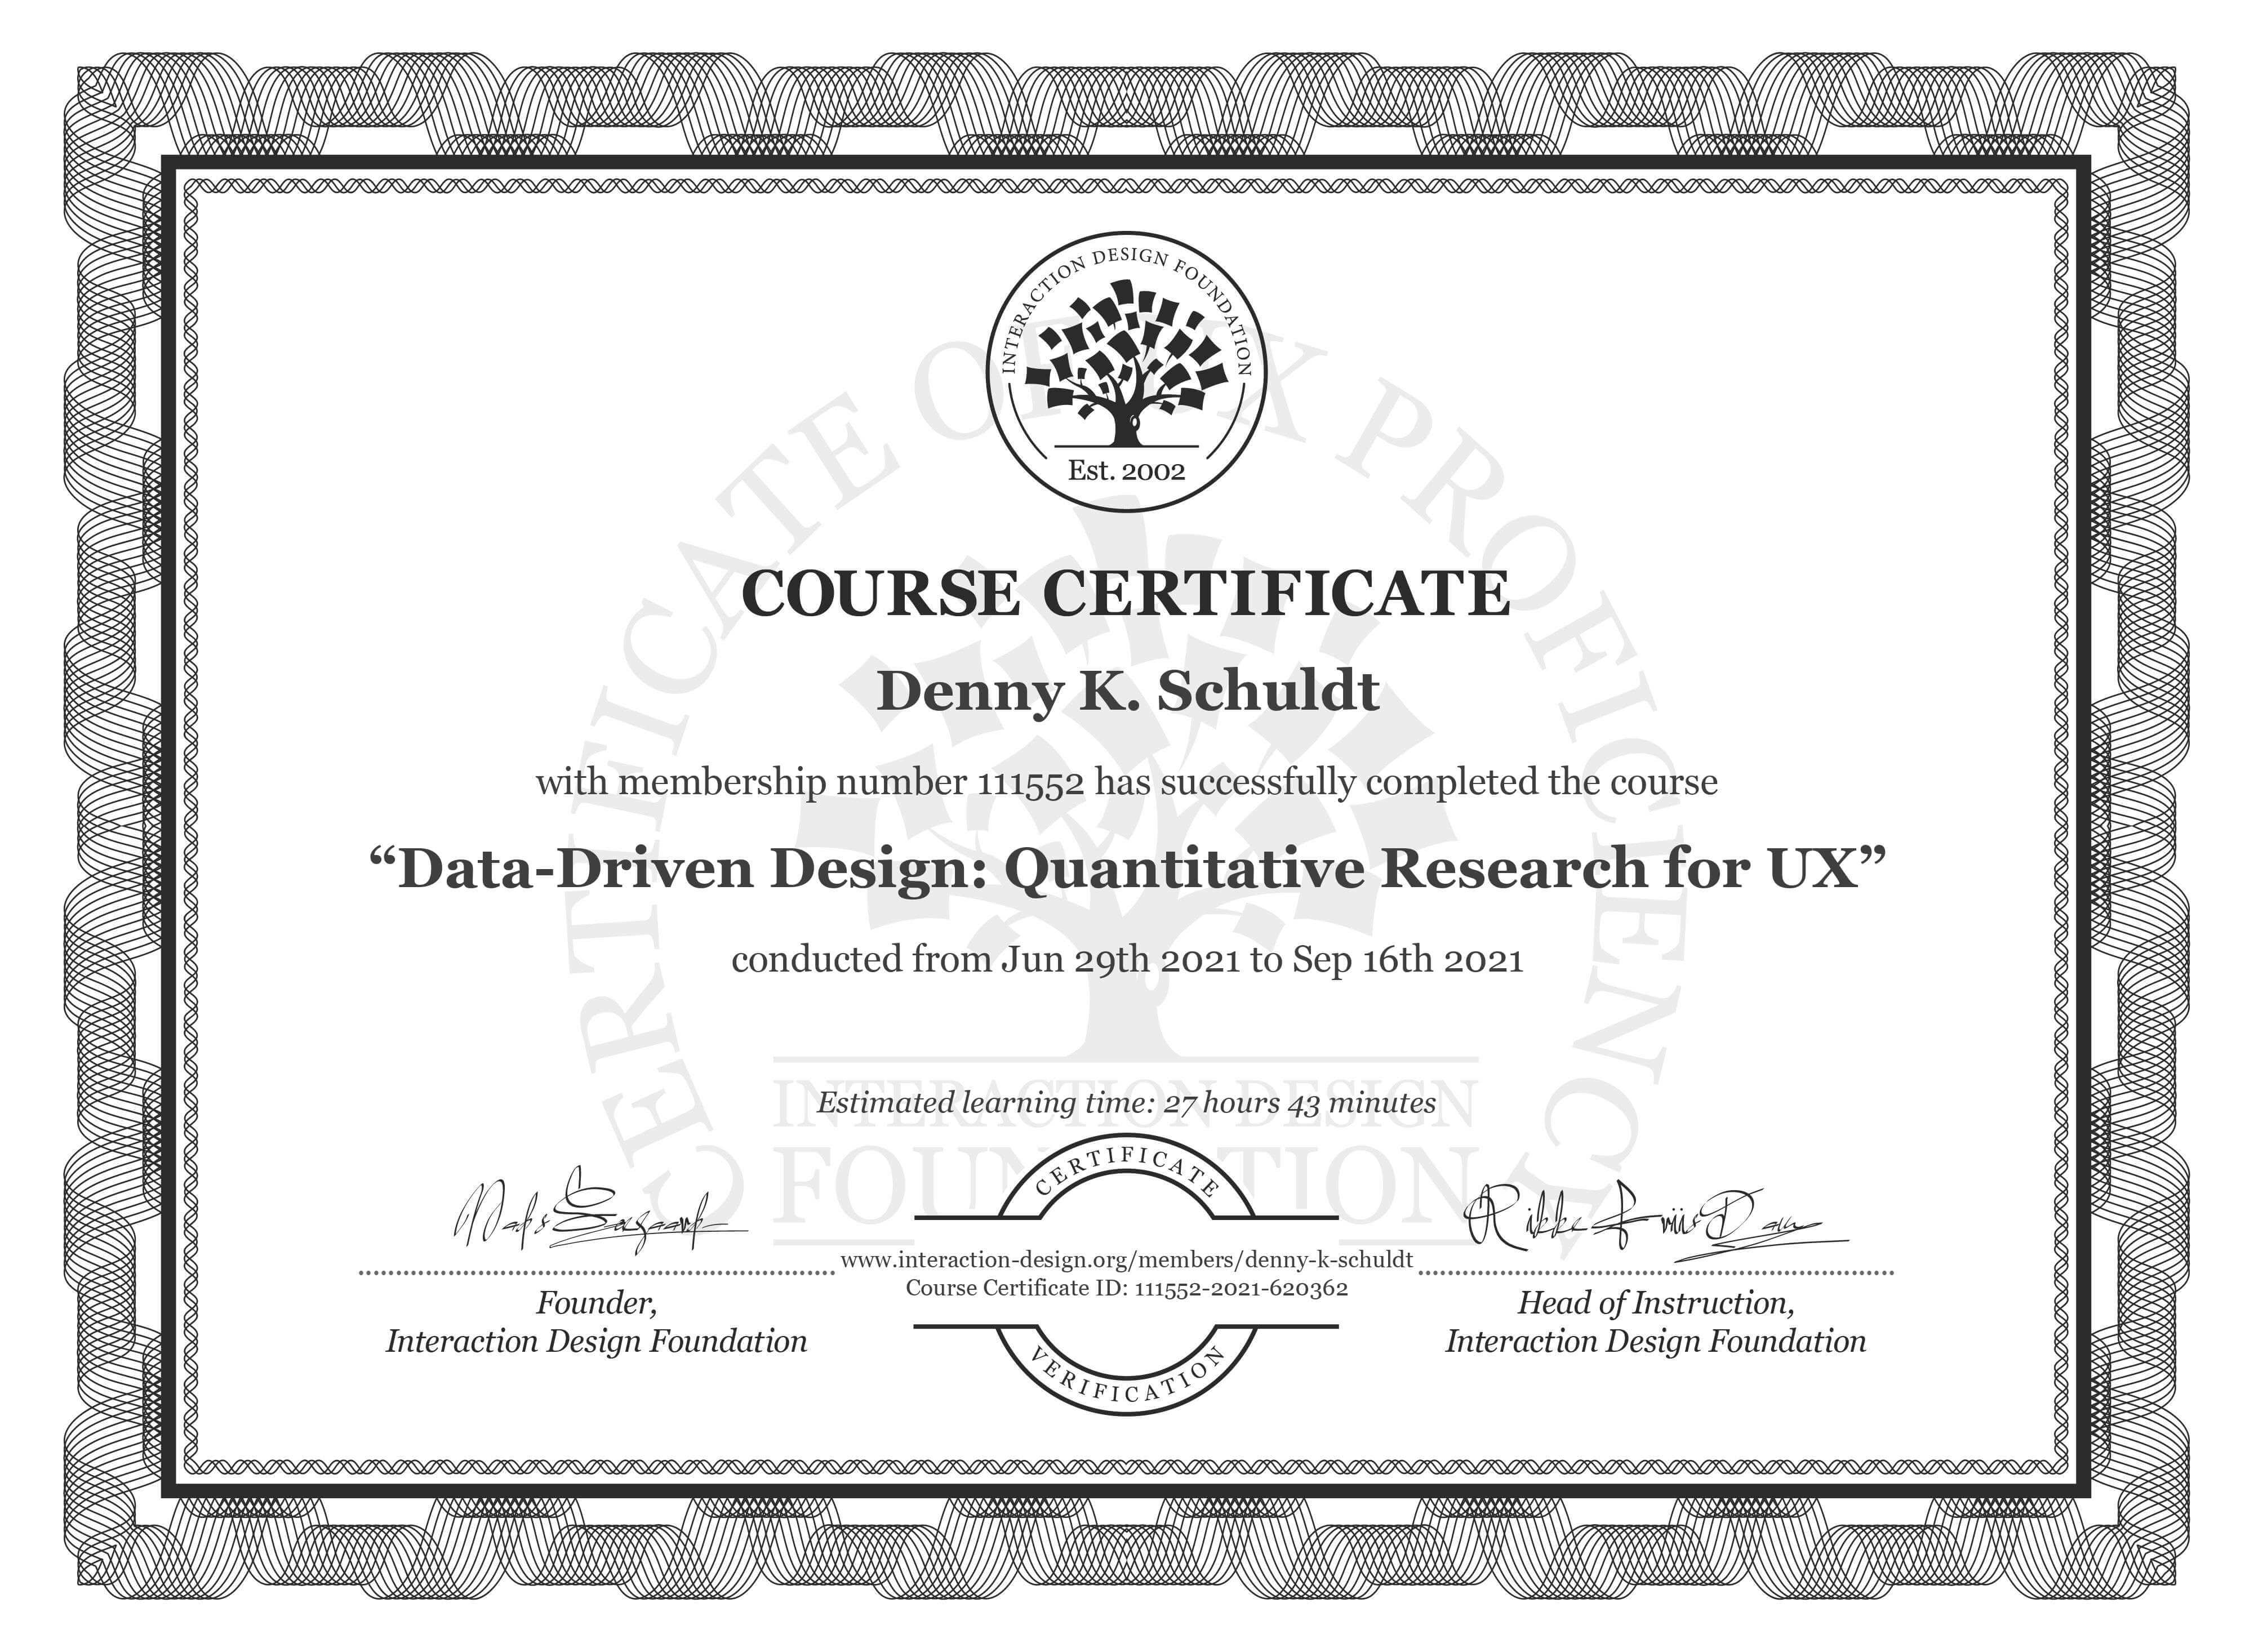 INTERACTION DESIGN FOUNDATION
Est. 2002
CERTIFICATE OF UX PROFICIENCY
COURSE CERTIFICATE
Denny K. Schuldt
with membership number 111552 has successfully completed the course
“Data-Driven Design: Quantitative Research for UX”
conducted from Jun 29th 2021 to Sep 16th 2021
INTERACTION DESIGN
FOUNDATION
Estimated learning time: 27 hours 43 minutes
CERTIFICATE
www.interaction-design.org/members/denny-k-schuldt
Course Certificate ID: 111552-2021-620362
VERIFICATION
Founder,
Interaction Design Foundation
Rikke Friis Dam
Head of Instruction,
Interaction Design Foundation